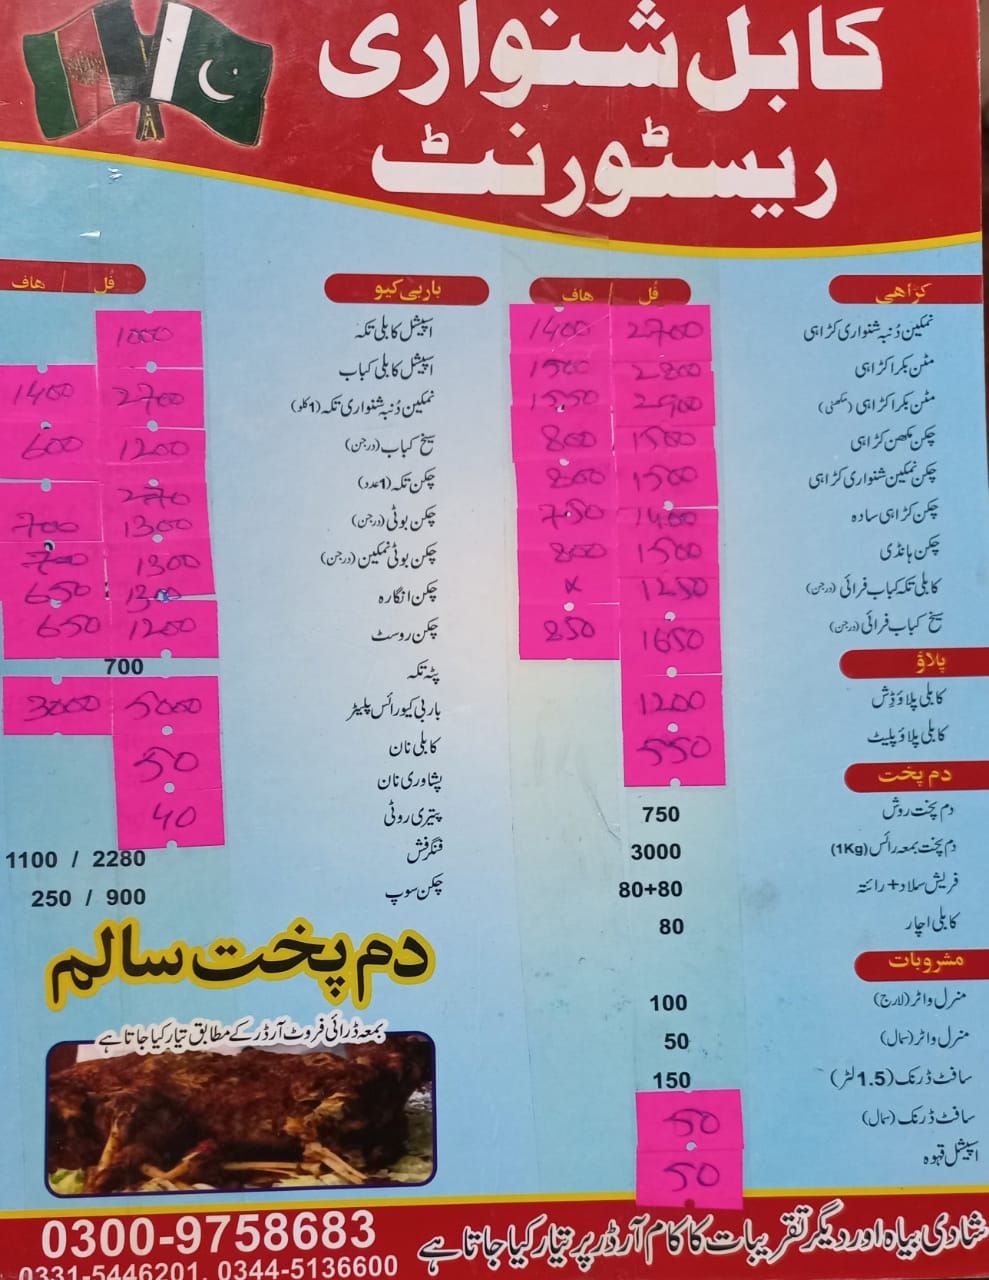 کابل شنواری
ریسٹورنٹ
کڑاھی فُل / ھاف
نمکین دُنبہ شنواری کڑاہی 2700 1400
مٹن بکرا کڑاہی 2800 1500
مٹن بکرا کڑاہی (مکھنی) 2900 1550
چکن مکھن کڑاہی 1500 800
چکن نمکین شنواری کڑاہی 1500 800
چکن کڑاہی سادہ 1400 750
چکن ہانڈی 1500 800
کابلی تکہ کباب فرائی (درجن) 1250 x
سیخ کباب فرائی (درجن) 1650 850
پلاؤ
کابلی پلاؤ ڈِش 1200
کابلی پلاؤ پلیٹ 550
دم پخت
دم پخت روش 750
دم پخت بمعہ رائس (1Kg) 3000
فریش سلاد + رائتہ 80+80
کابلی اچار 80
مشروبات
منرل واٹر (لارج) 100
منرل واٹر (سمال) 50
سافٹ ڈرنک (1.5 لٹر) 150
سافٹ ڈرنک (سمال) 50
اسپیشل قہوہ 50
باربی کیو فُل / ھاف
اسپیشل کابلی تکہ 1000
اسپیشل کابلی کباب
نمکین دُنبہ شنواری تکہ (1 کلو) 2700 1400
سیخ کباب (درجن) 1200 600
چکن تکہ (1 عدد) 270
چکن بوٹی (درجن) 1300 700
چکن بوٹی نمکین (درجن) 1300 700
چکن انگارہ 1200 650
چکن روسٹ 1200 650
پٹہ تکہ 700
باربی کیو رائس پلیٹر 5000 3000
کابلی نان 50
پشاوری نان
پتیری روٹی 40
فنگر فش 2280 / 1100
چکن سوپ 900 / 250
دم پخت سالم
بمعہ ڈرائی فروٹ آرڈر کے مطابق تیار کیا جاتا ہے
شادی بیاہ اور دیگر تقریبات کا کام آرڈر پر تیار کیا جاتا ہے
0300-9758683
0331-5446201, 0344-5136600